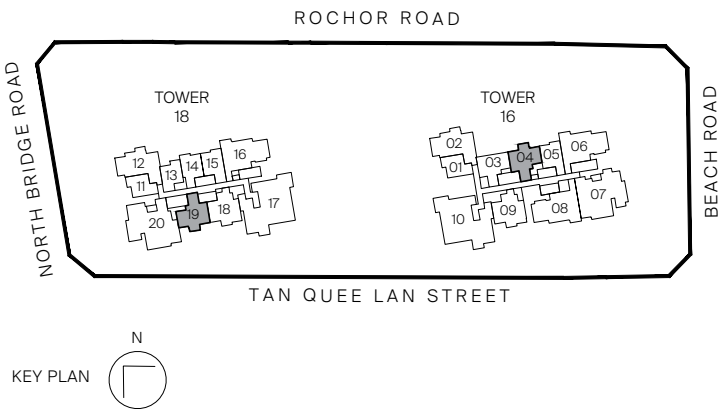 ROCHOR ROAD
NORTH BRIDGE ROAD
BEACH ROAD
TOWER
18
TOWER
16
12
11
13
14
15
16
20
19
18
17
02
01
03
04
05
06
10
09
08
07
TAN QUEE LAN STREET
N
KEY PLAN